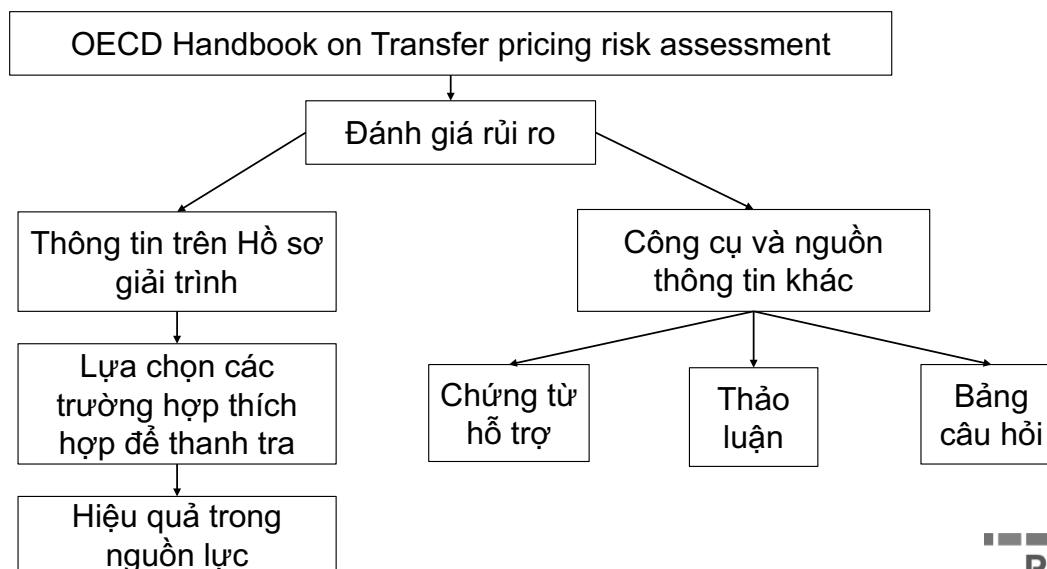 OECD Handbook on Transfer pricing risk assessment
Đánh giá rủi ro
Thông tin trên Hồ sơ
giải trình
Công cụ và nguồn
thông tin khác
Lựa chọn các
trường hợp thích
hợp để thanh tra
Chứng từ
hỗ trợ
Thảo
luận
Bảng
câu hỏi
Hiệu quả trong
nguồn lực